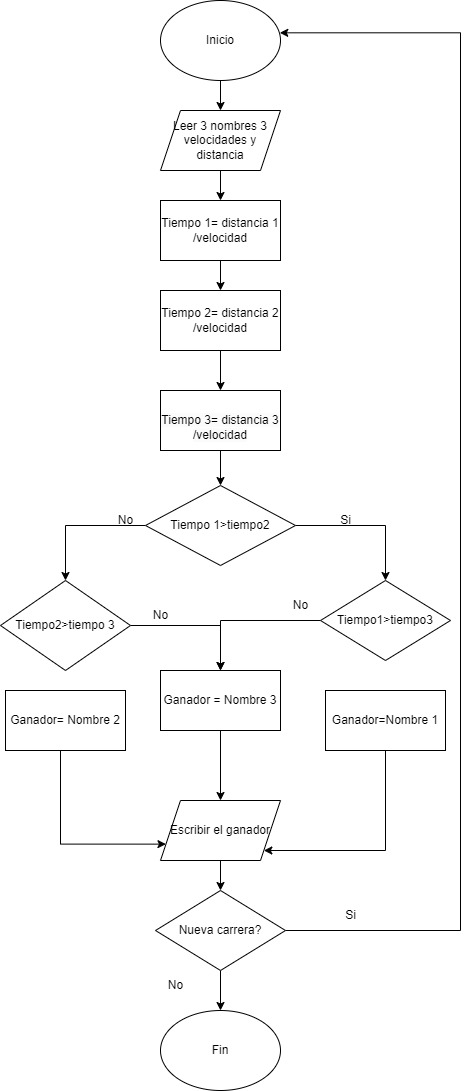 Inicio
Leer 3 nombres 3
velocidades y
distancia
Tiempo 1= distancia 1
/velocidad
Tiempo 2= distancia 2
/velocidad
Tiempo 3= distancia 3
/velocidad
No
Tiempo 1>tiempo2
Si
Tiempo2>tiempo 3
No
No
Tiempo1>tiempo3
Ganador= Nombre 2
Ganador = Nombre 3
Ganador=Nombre 1
Escribir el ganador
Nueva carrera?
Si
No
Fin